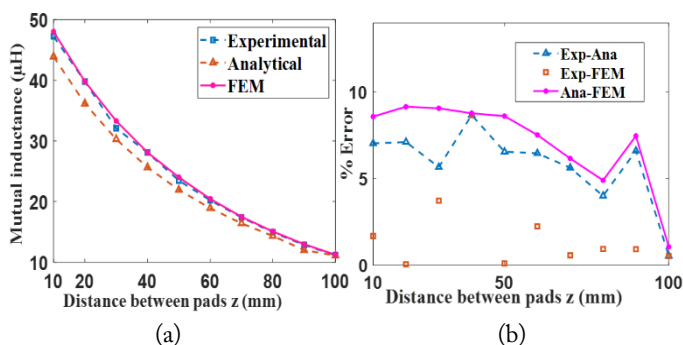 (a)
50
40
30
20
10
Mutual inductance (μH)
Experimental
Analytical
FEM
10 20 40 60 80 100
Distance between pads z (mm)
(a)
(b)
10
5
0
% Error
Exp-Ana
Exp-FEM
Ana-FEM
10 50 100
Distance between pads z (mm)
(b)